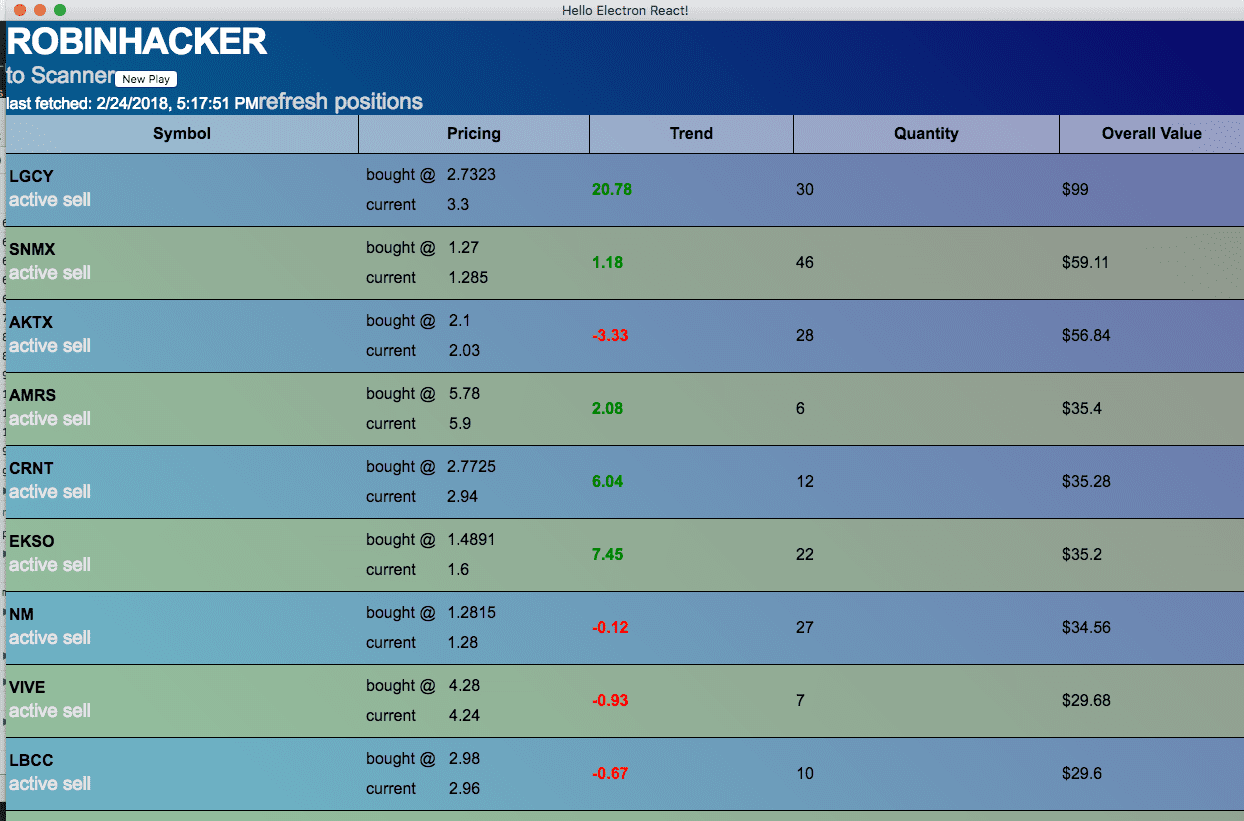 Hello Electron React!
ROBINHACKER
to Scanner New Play
last fetched: 2/24/2018, 5:17:51 PMrefresh positions
Symbol Pricing Trend Quantity Overall Value
LGCY
active sell
bought @ 2.7323
current 3.3
20.78
30
$99
SNMX
active sell
bought @ 1.27
current 1.285
1.18
46
$59.11
AKTX
active sell
bought @ 2.1
current 2.03
-3.33
28
$56.84
AMRS
active sell
bought @ 5.78
current 5.9
2.08
6
$35.4
CRNT
active sell
bought @ 2.7725
current 2.94
6.04
12
$35.28
EKSO
active sell
bought @ 1.4891
current 1.6
7.45
22
$35.2
NM
active sell
bought @ 1.2815
current 1.28
-0.12
27
$34.56
VIVE
active sell
bought @ 4.28
current 4.24
-0.93
7
$29.68
LBCC
active sell
bought @ 2.98
current 2.96
-0.67
10
$29.6